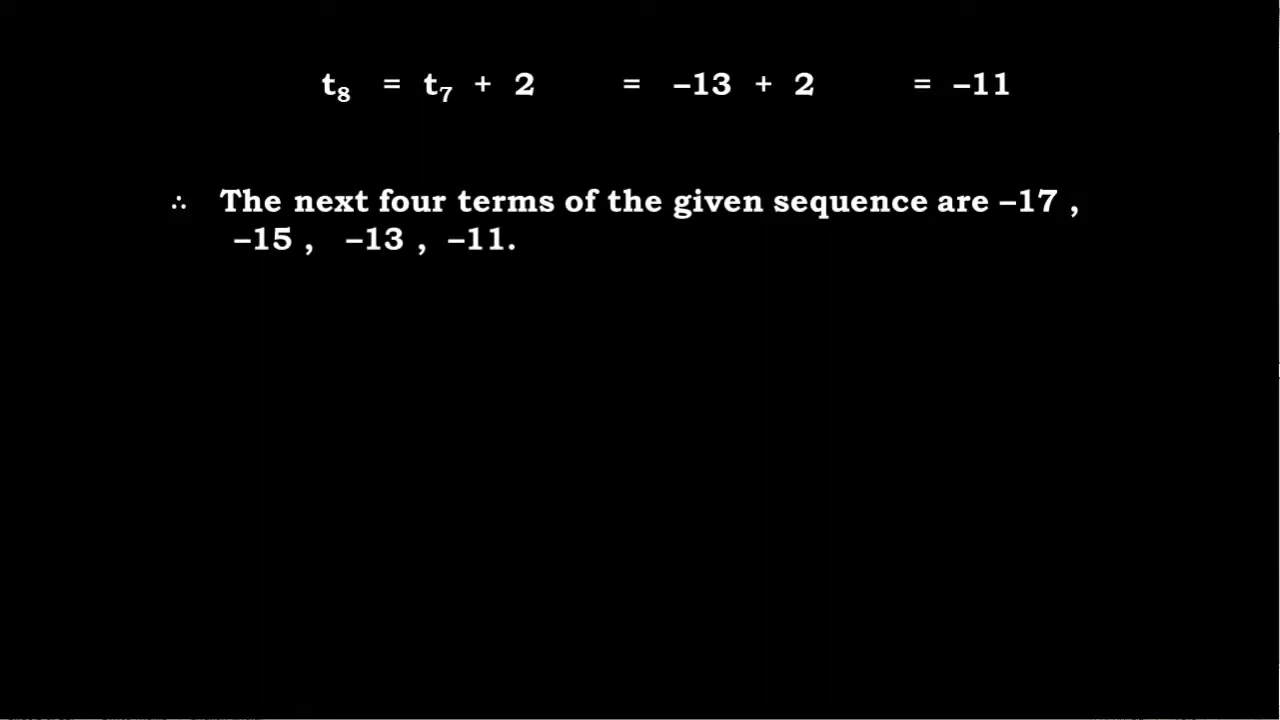 t₈ = t₇ + 2 = –13 + 2 = –11
∴ The next four terms of the given sequence are –17 ,
–15 , –13 , –11.